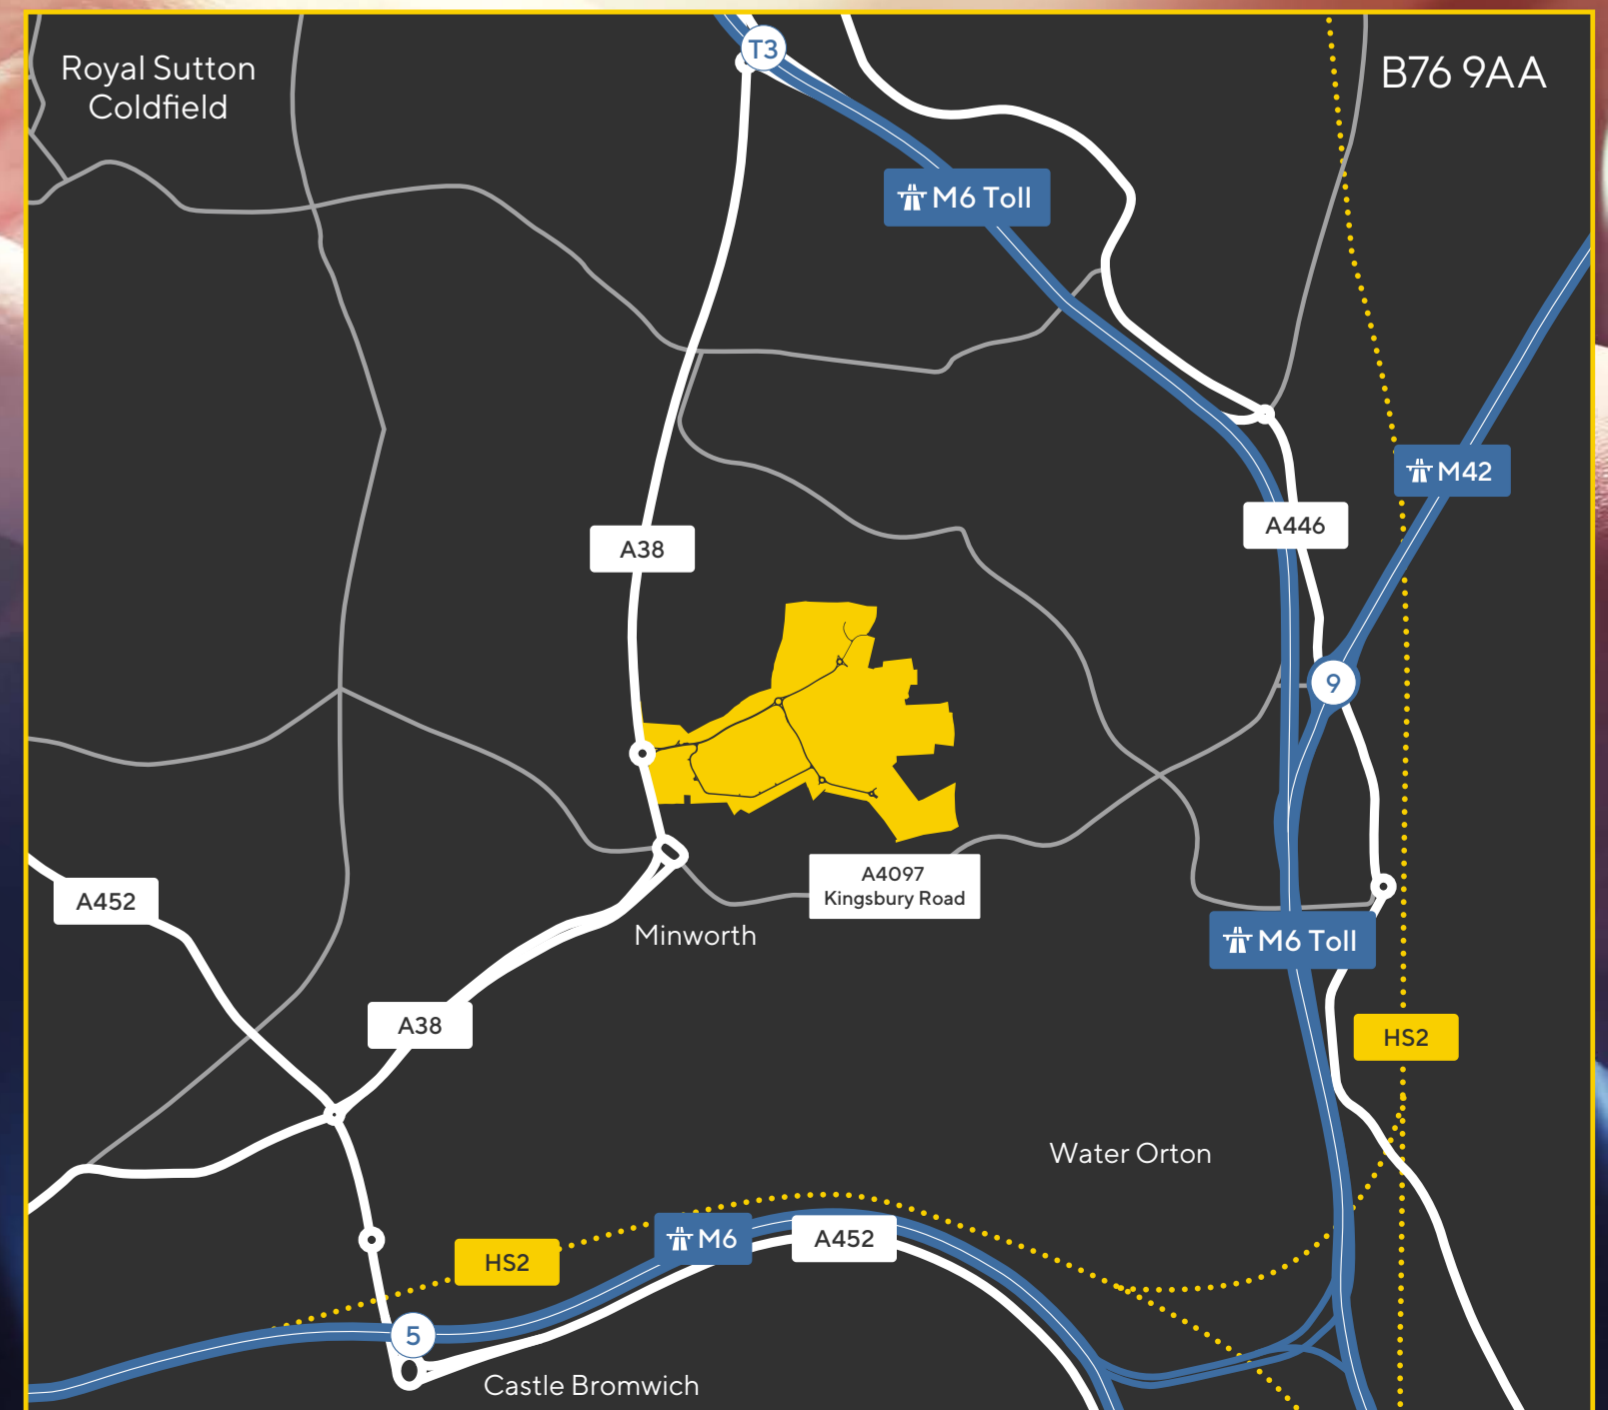 T3
Royal Sutton
Coldfield
B76 9AA
M6 Toll
M42
A446
A38
9
A4097
Kingsbury Road
A452
Minworth
M6 Toll
A38
HS2
Water Orton
M6
A452
HS2
5
Castle Bromwich